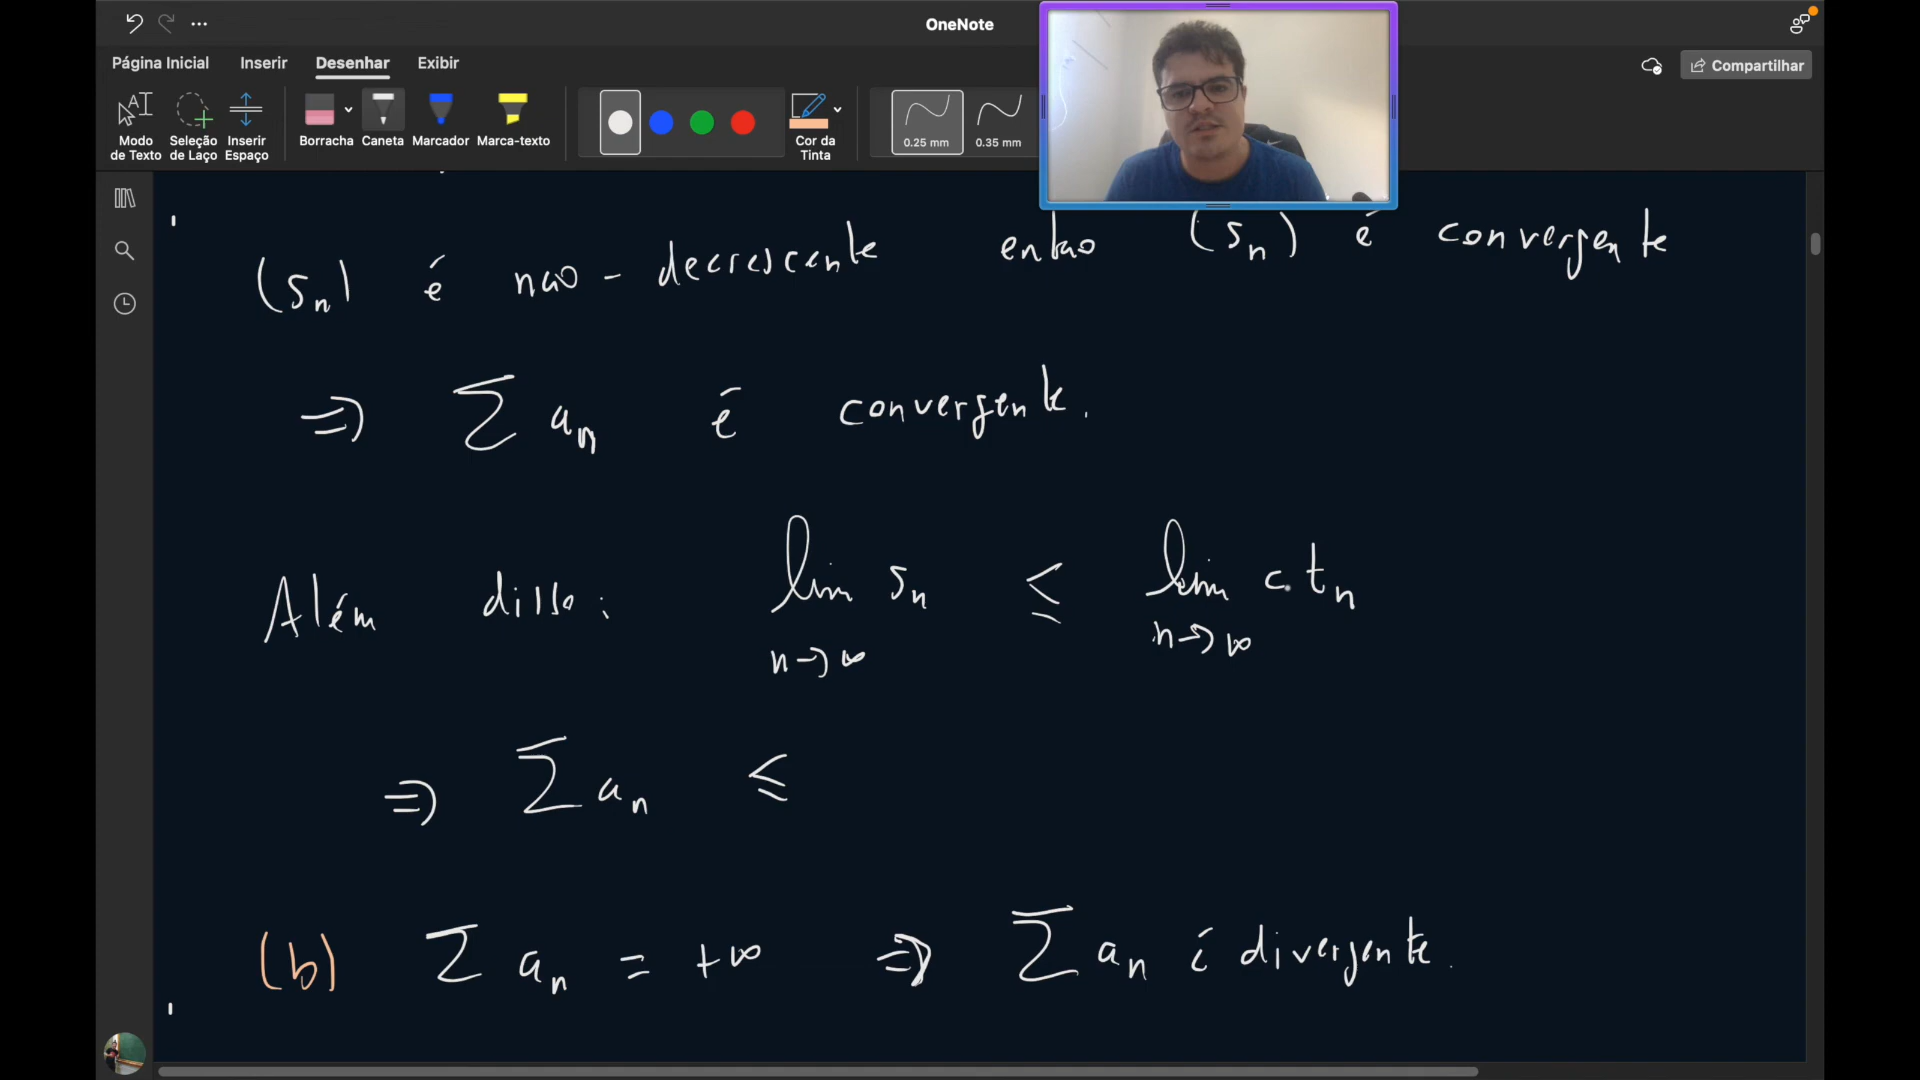 OneNote
Página Inicial Inserir Desenhar Exibir
Compartilhar
Modo de Texto Seleção de Laço Inserir Espaço Borracha Caneta Marcador Marca-texto Cor da Tinta 0.25 mm 0.35 mm
(sn) é não - decrescente então (sn) é convergente
⇒ ∑ an é convergente.
Além disso: lim n→∞ sn ≤ lim n→∞ c.tn
⇒ ∑ an ≤
(b) ∑ an = +∞ ⇒ ∑ an é divergente.